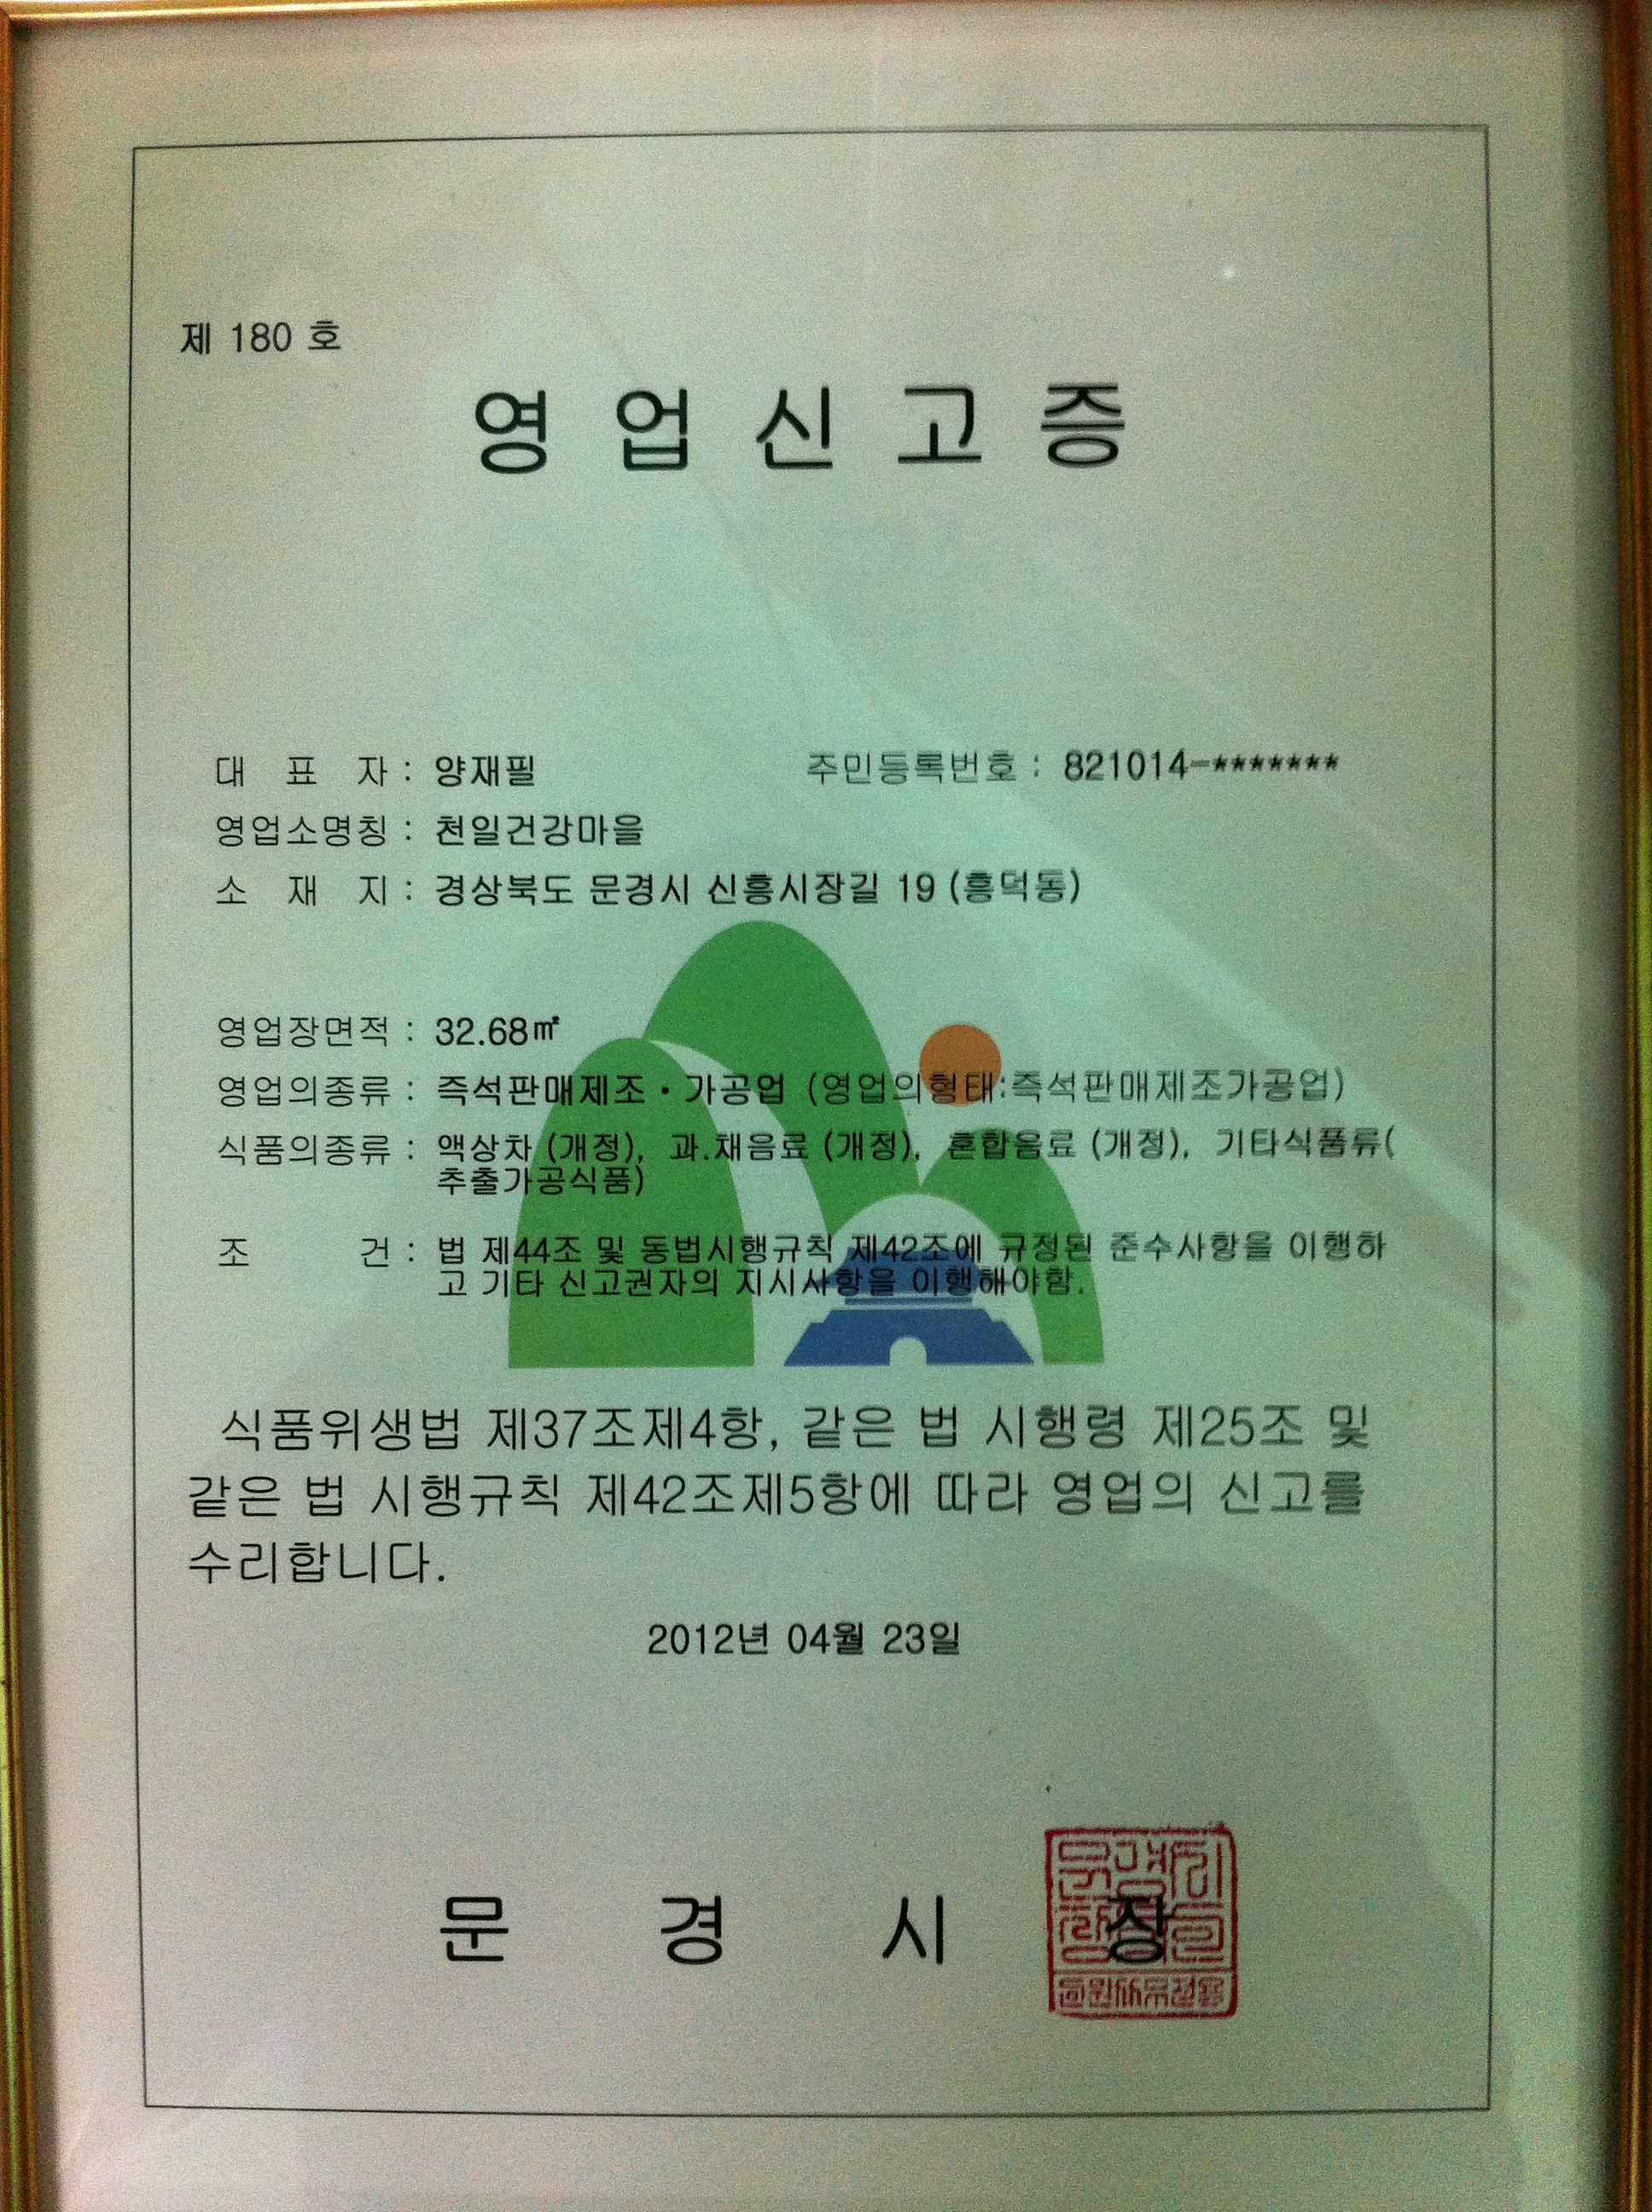 제 180 호
영 업 신 고 증
대 표 자 : 양재필 주민등록번호 : 821014-*******
영업소명칭 : 천일건강마을
소 재 지 : 경상북도 문경시 신흥시장길 19 (흥덕동)
영업장면적 : 32.68㎡
영업의종류 : 즉석판매제조·가공업 (영업의형태:즉석판매제조가공업)
식품의종류 : 액상차 (개정), 과.채음료 (개정), 혼합음료 (개정), 기타식품류(
추출가공식품)
조 건 : 법 제44조 및 동법시행규칙 제42조에 규정된 준수사항을 이행하
고 기타 신고권자의 지시사항을 이행해야함.
식품위생법 제37조제4항, 같은 법 시행령 제25조 및
같은 법 시행규칙 제42조제5항에 따라 영업의 신고를
수리합니다.
2012년 04월 23일
문 경 시 장